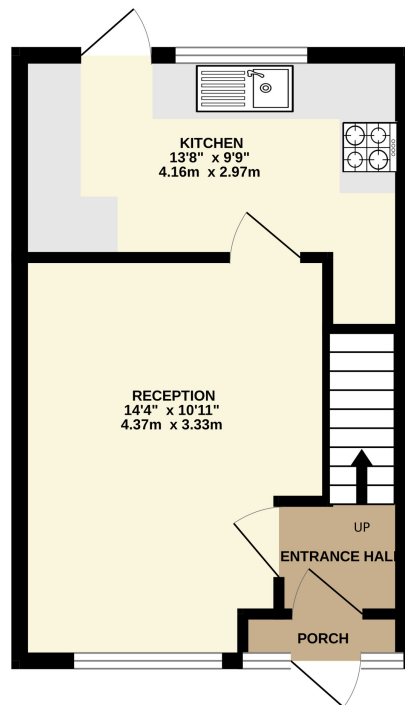 KITCHEN
13'8" x 9'9"
4.16m x 2.97m
RECEPTION
14'4" x 10'11"
4.37m x 3.33m
UP
ENTRANCE HALL
PORCH